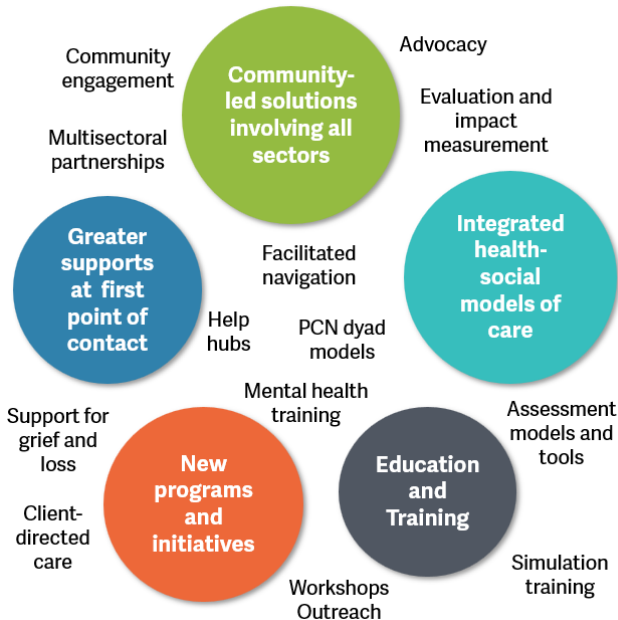 Community
engagement
Community-
led solutions
involving all
sectors
Advocacy
Evaluation and
impact
measurement
Multisectoral
partnerships
Greater
supports
at first
point of
contact
Facilitated
navigation
Integrated
health-
social
models of
care
Help
hubs
PCN dyad
models
Mental health
training
Support for
grief and
loss
New
programs
and
initiatives
Education
and
Training
Assessment
models and
tools
Client-
directed
care
Workshops
Outreach
Simulation
training